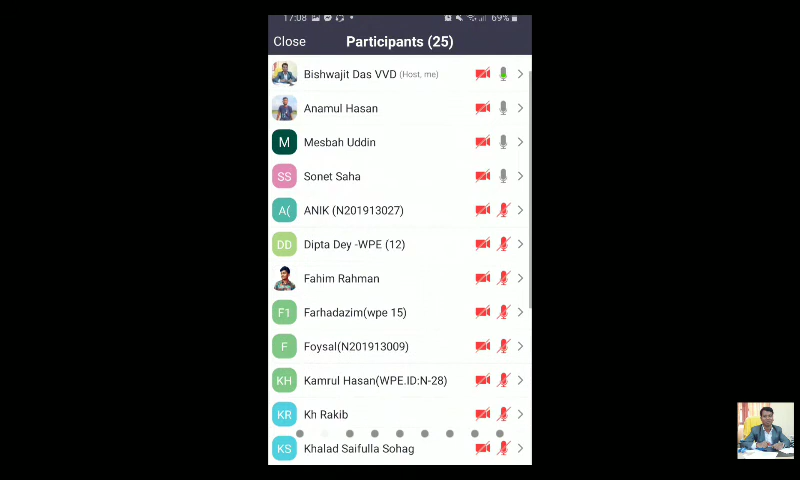 17:08 69%
Close Participants (25)
Bishwajit Das VVD (Host, me)
Anamul Hasan
M Mesbah Uddin
SS Sonet Saha
A( ANIK (N201913027)
DD Dipta Dey -WPE (12)
Fahim Rahman
F1 Farhadazim(wpe 15)
F Foysal(N201913009)
KH Kamrul Hasan(WPE.ID:N-28)
KR Kh Rakib
KS Khalad Saifulla Sohag